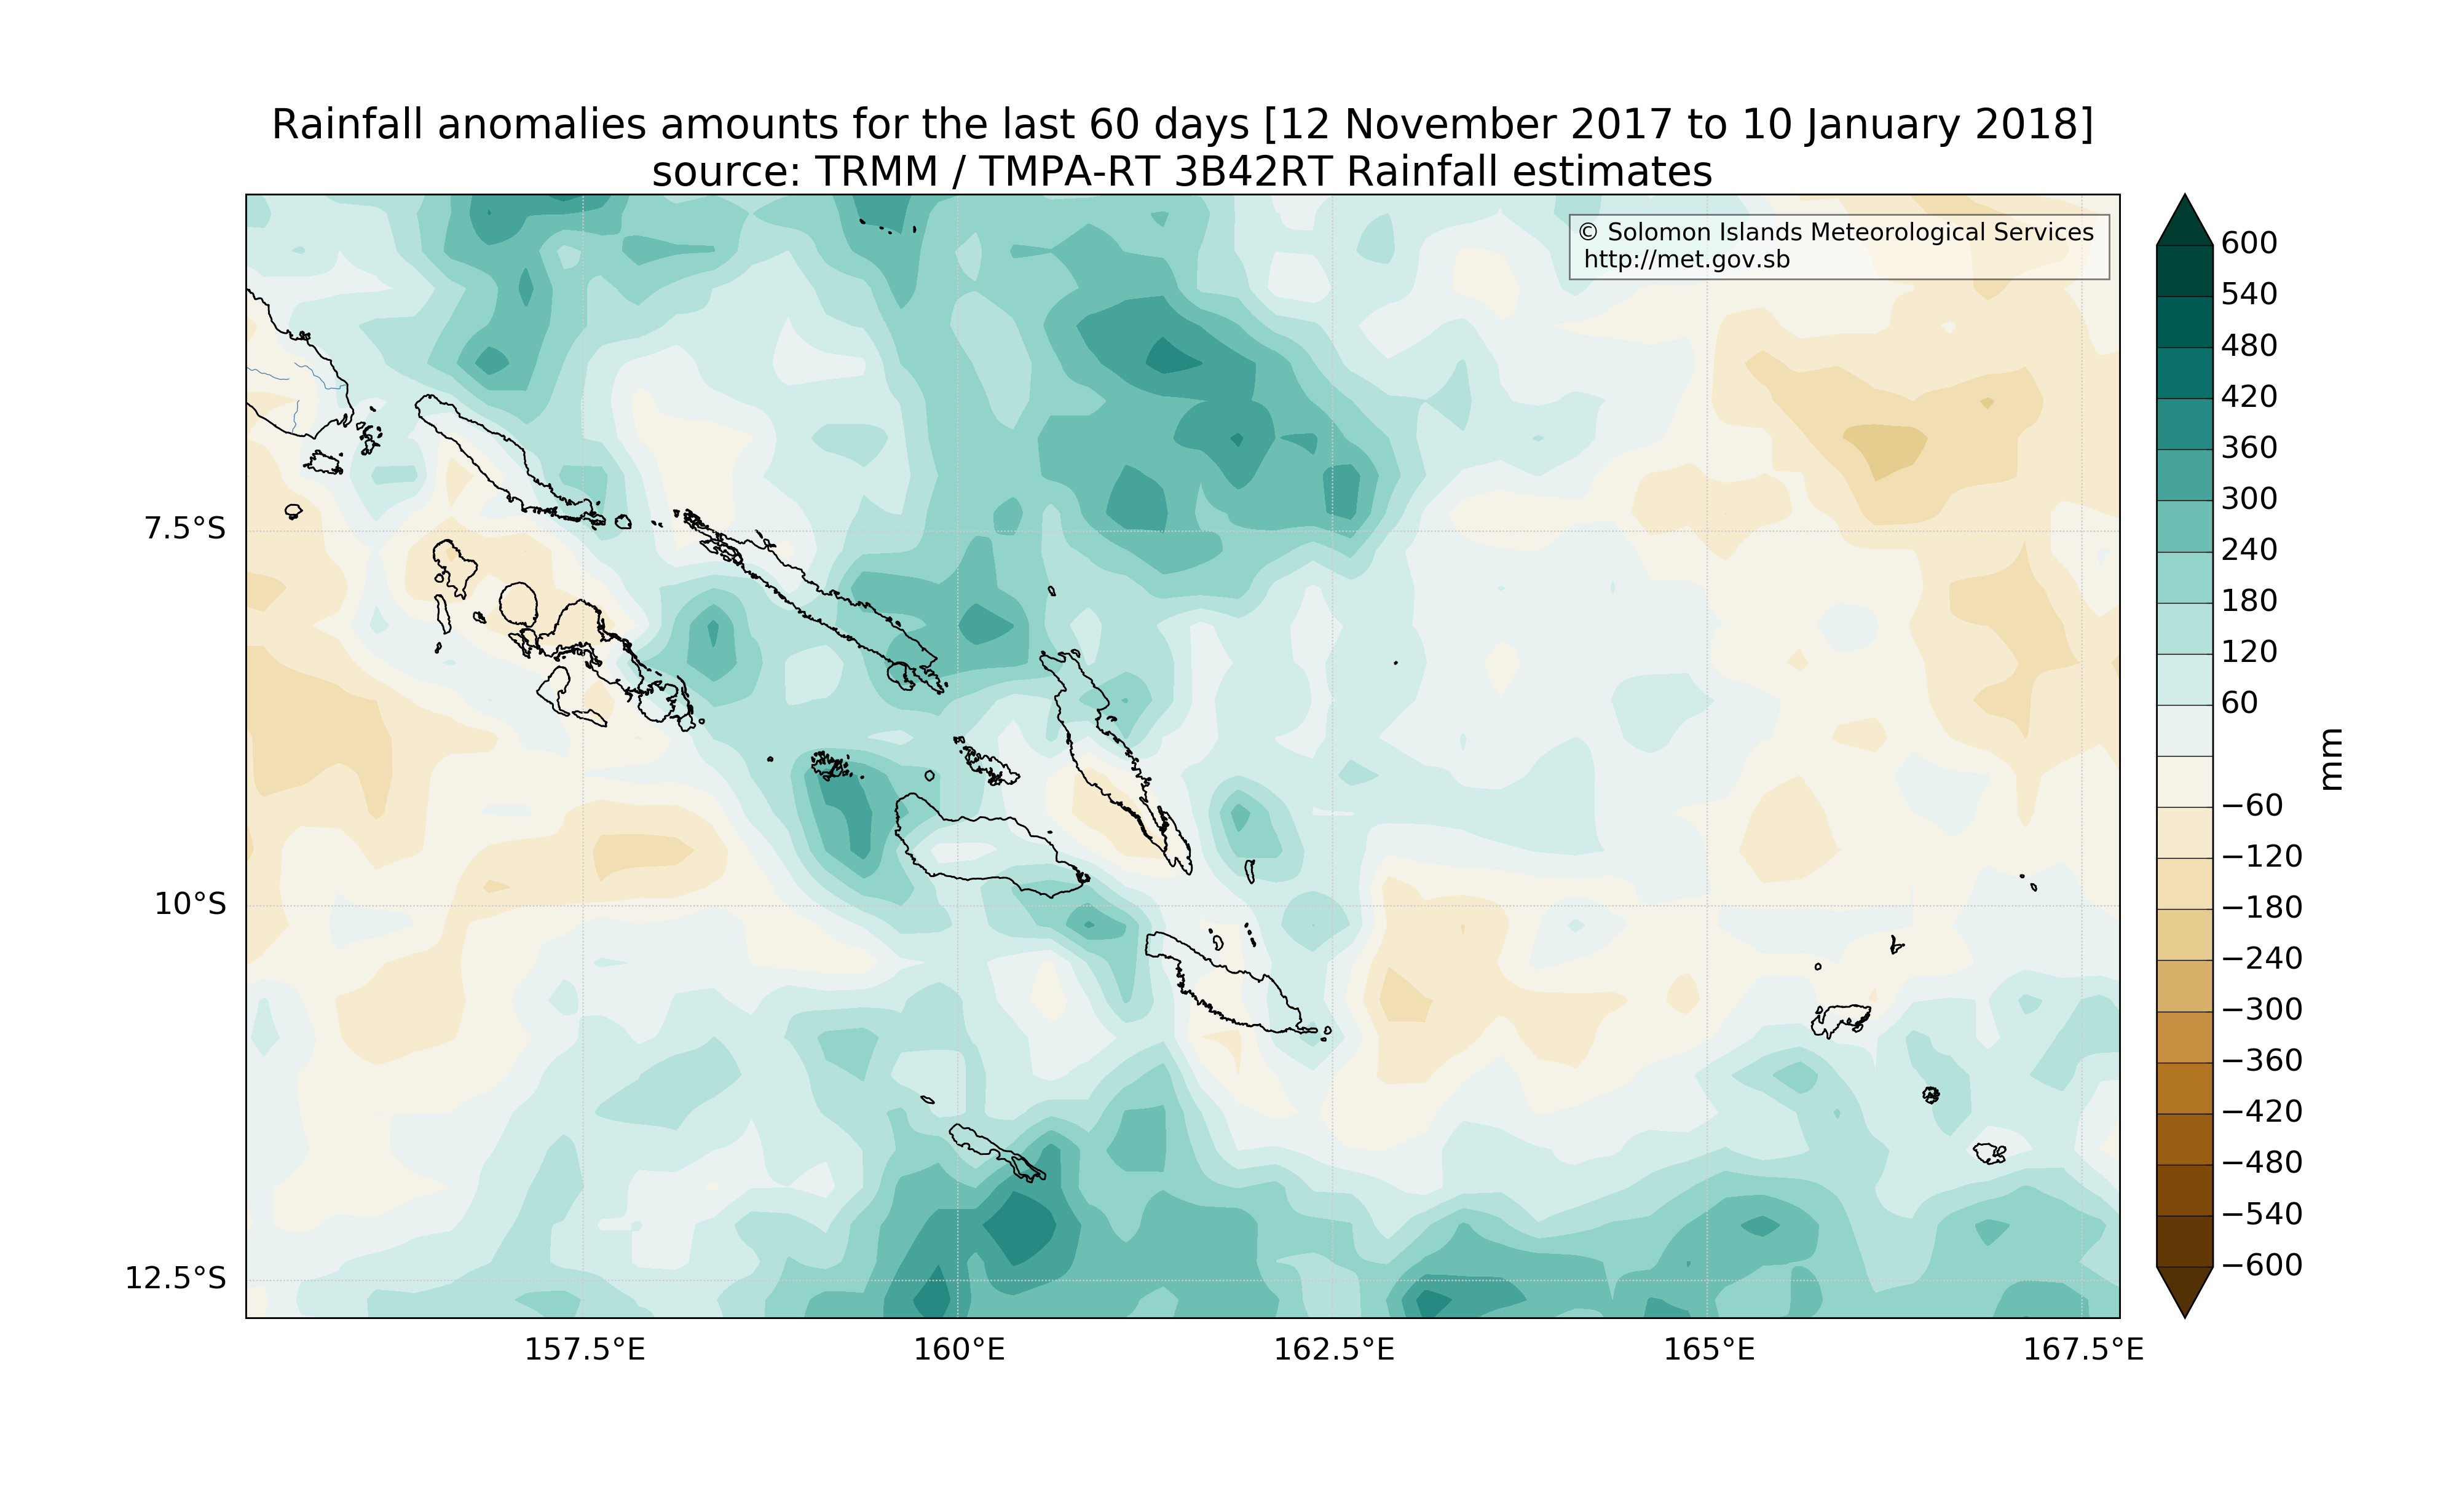 Rainfall anomalies amounts for the last 60 days [12 November 2017 to 10 January 2018]
source: TRMM / TMPA-RT 3B42RT Rainfall estimates
© Solomon Islands Meteorological Services
http://met.gov.sb
7.5°S
10°S
12.5°S
157.5°E
160°E
162.5°E
165°E
167.5°E
600
540
480
420
360
300
240
180
120
60
−60
−120
−180
−240
−300
−360
−420
−480
−540
−600
mm